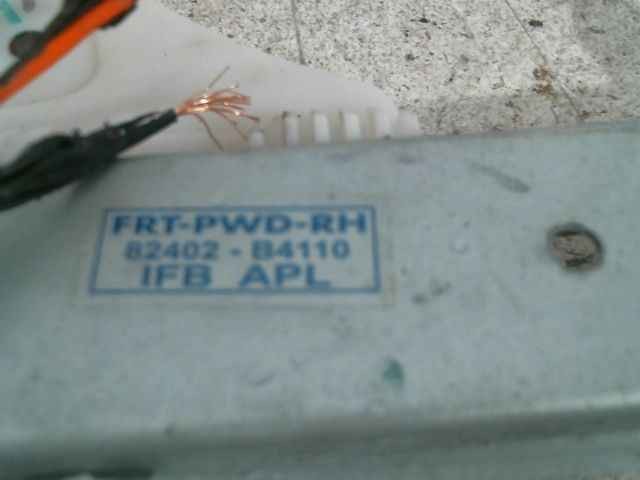 FRT-PWD-RH
82402 - B4110
IFB APL